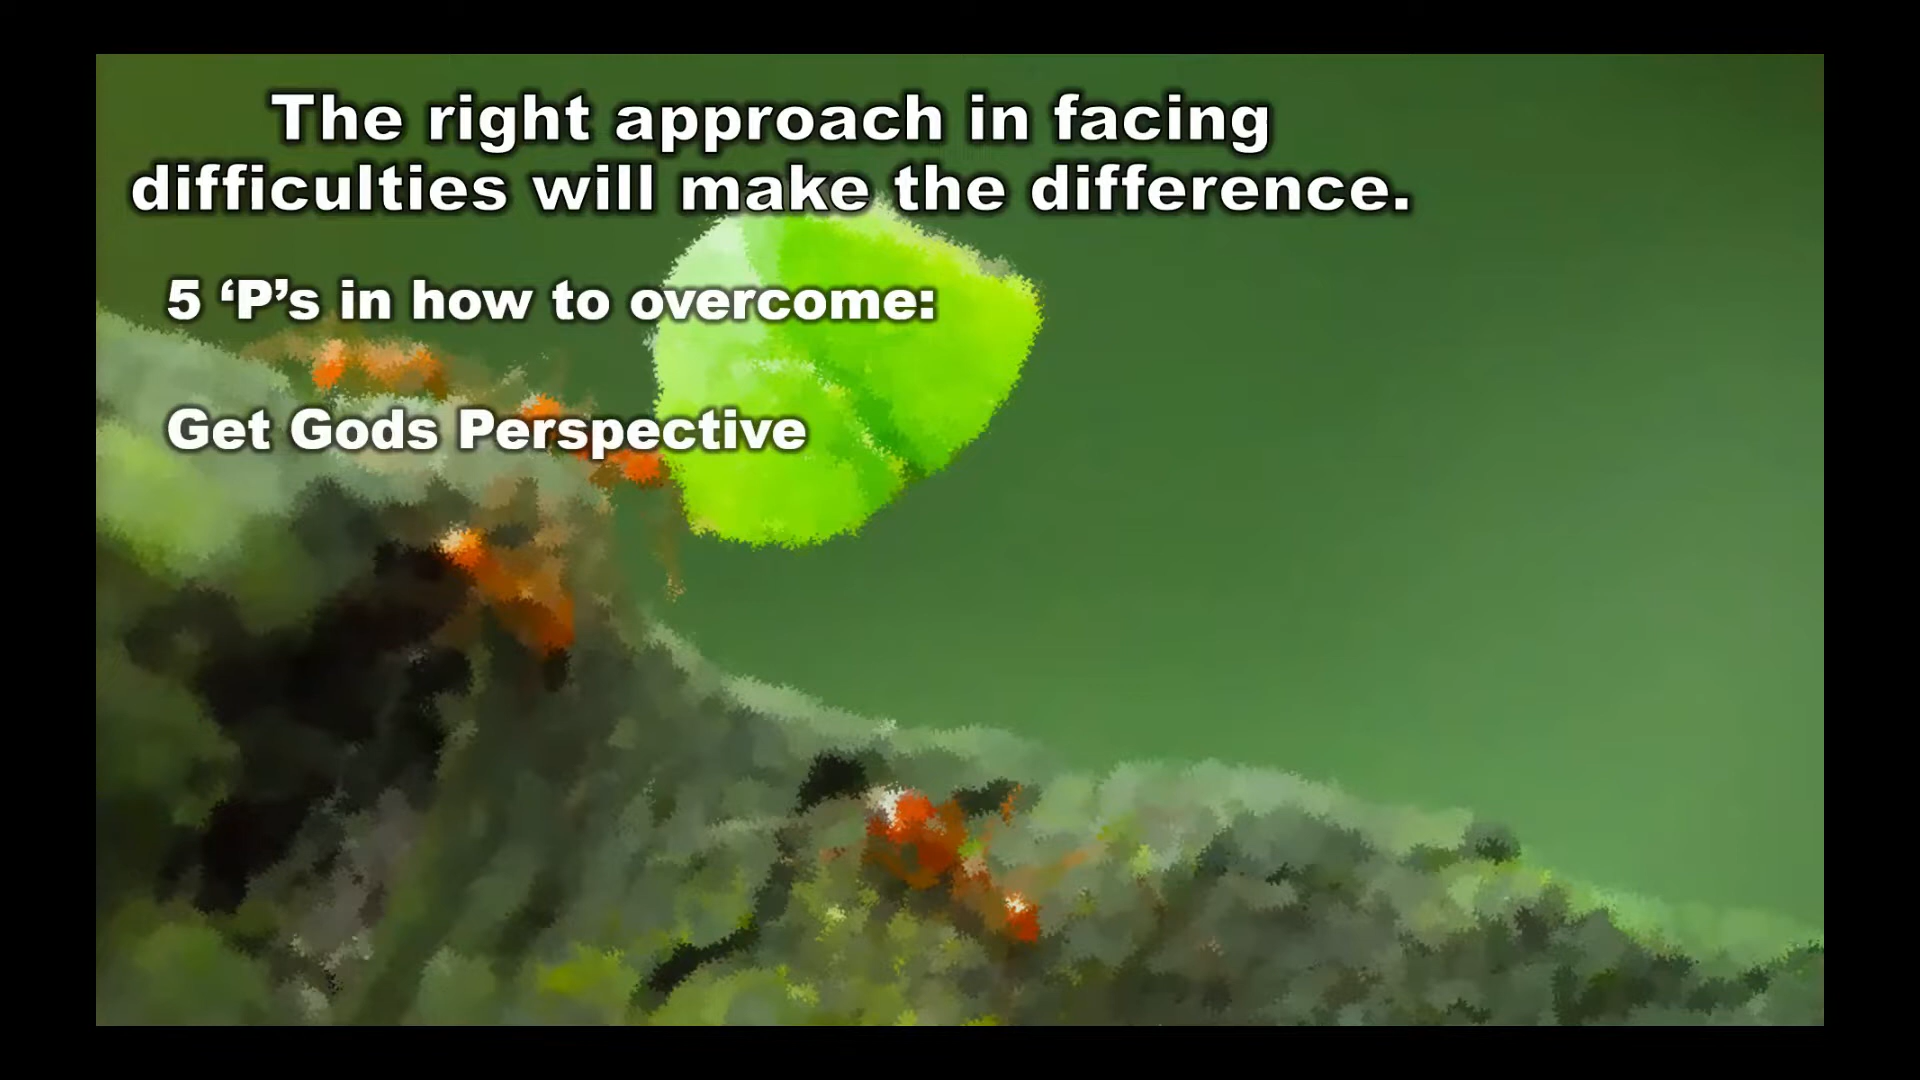 The right approach in facing
difficulties will make the difference.
5 ‘P’s in how to overcome:
Get Gods Perspective